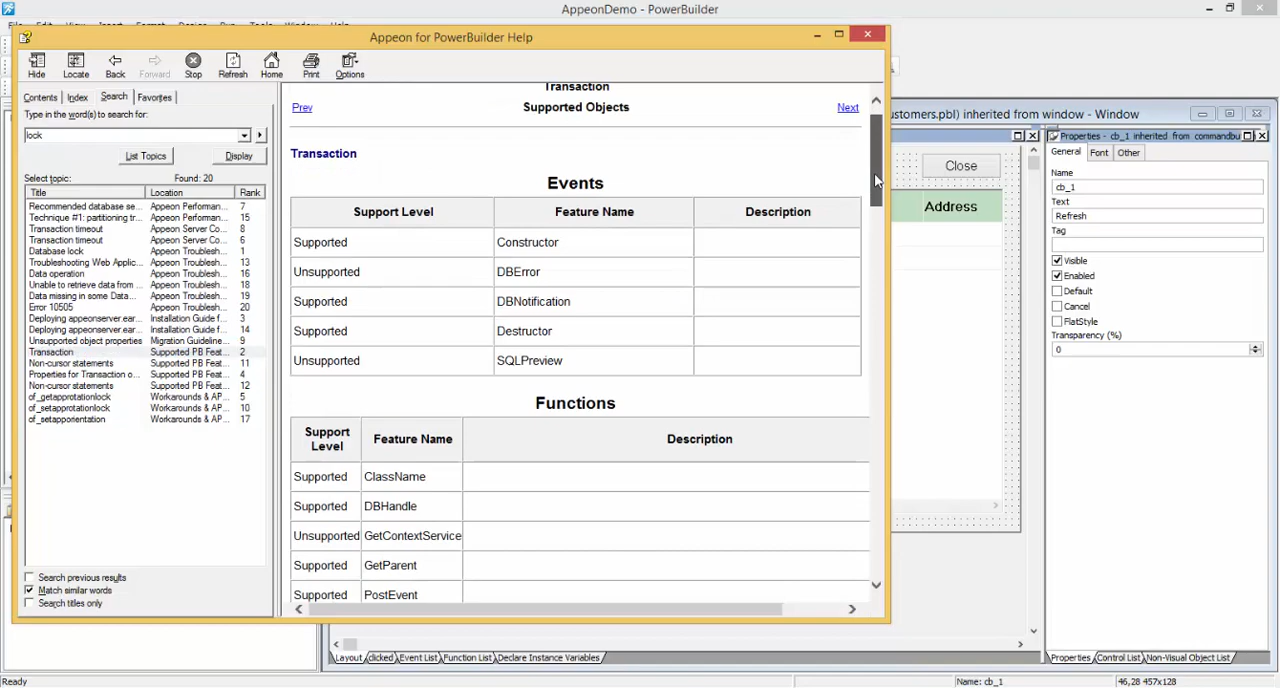 AppeonDemo - PowerBuilder
Appeon for PowerBuilder Help
Hide Locate Back Forward Stop Refresh Home Print Options
Contents Index Search Favorites
Type in the word(s) to search for:
lock
List Topics Display
Select topic: Found: 20
Title Location Rank
Recommended database se... Appeon Performan... 7
Technique #1: partitioning tr... Appeon Performan... 15
Transaction timeout Appeon Server Co... 8
Transaction timeout Appeon Server Co... 6
Database lock Appeon Troublesh... 1
Troubleshooting Web Applic... Appeon Troublesh... 13
Data operation Appeon Troublesh... 16
Unable to retrieve data from ... Appeon Troublesh... 18
Data missing in some Data... Appeon Troublesh... 19
Error 10505 Appeon Troublesh... 20
Deploying appeonserver.ear... Installation Guide f... 3
Deploying appeonserver.ear... Installation Guide f... 14
Unsupported object properties Migration Guideline... 9
Transaction Supported PB Feat... 2
Non-cursor statements Supported PB Feat... 11
Properties for Transaction o... Supported PB Feat... 4
Non-cursor statements Supported PB Feat... 12
of_getapprotationlock Workarounds & AP... 5
of_setapprotationlock Workarounds & AP... 10
of_setapporientation Workarounds & AP... 17
Search previous results
Match similar words
Search titles only
Transaction
Prev Supported Objects Next
Transaction
Events
Support Level Feature Name Description
Supported Constructor
Unsupported DBError
Supported DBNotification
Supported Destructor
Unsupported SQLPreview
Functions
Support Level Feature Name Description
Supported ClassName
Supported DBHandle
Unsupported GetContextService
Supported GetParent
Supported PostEvent
ustomers.pbl) inherited from window - Window
Close
Address
Properties - cb_1 inherited from commandbu
General Font Other
Name
cb_1
Text
Refresh
Tag
Visible
Enabled
Default
Cancel
FlatStyle
Transparency (%)
0
Layout clicked Event List Function List Declare Instance Variables
Properties Control List Non-Visual Object List
Ready Name: cb_1 46,28 457x128